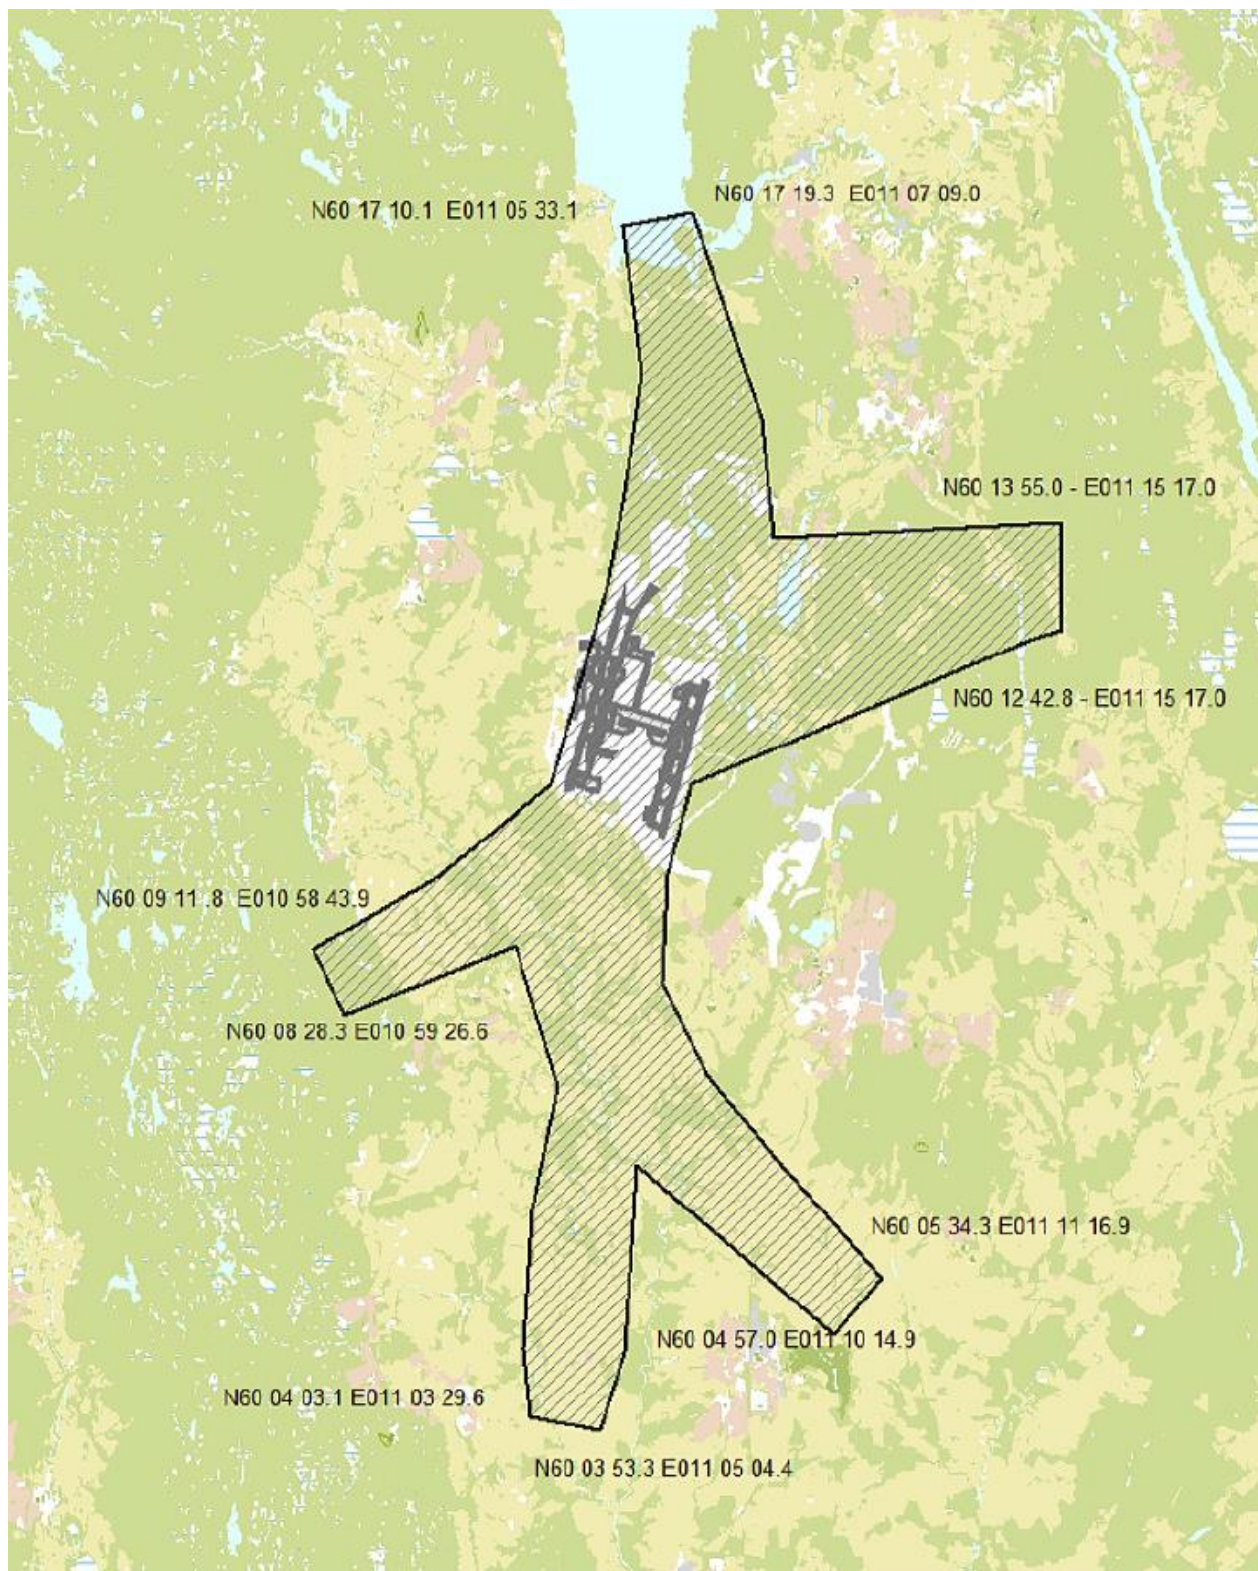 N60 17 19.3 E011 07 09.0
N60 17 10.1 E011 05 33.1
N60 13 55.0 - E011 15 17.0
N60 12 42.8 - E011 15 17.0
N60 09 11 .8 E010 58 43.9
N60 08 28.3 E010 59 26.6
N60 05 34.3 E011 11 16.9
N60 04 57.0 E011 10 14.9
N60 04 03.1 E011 03 29.6
N60 03 53.3 E011 05 04.4